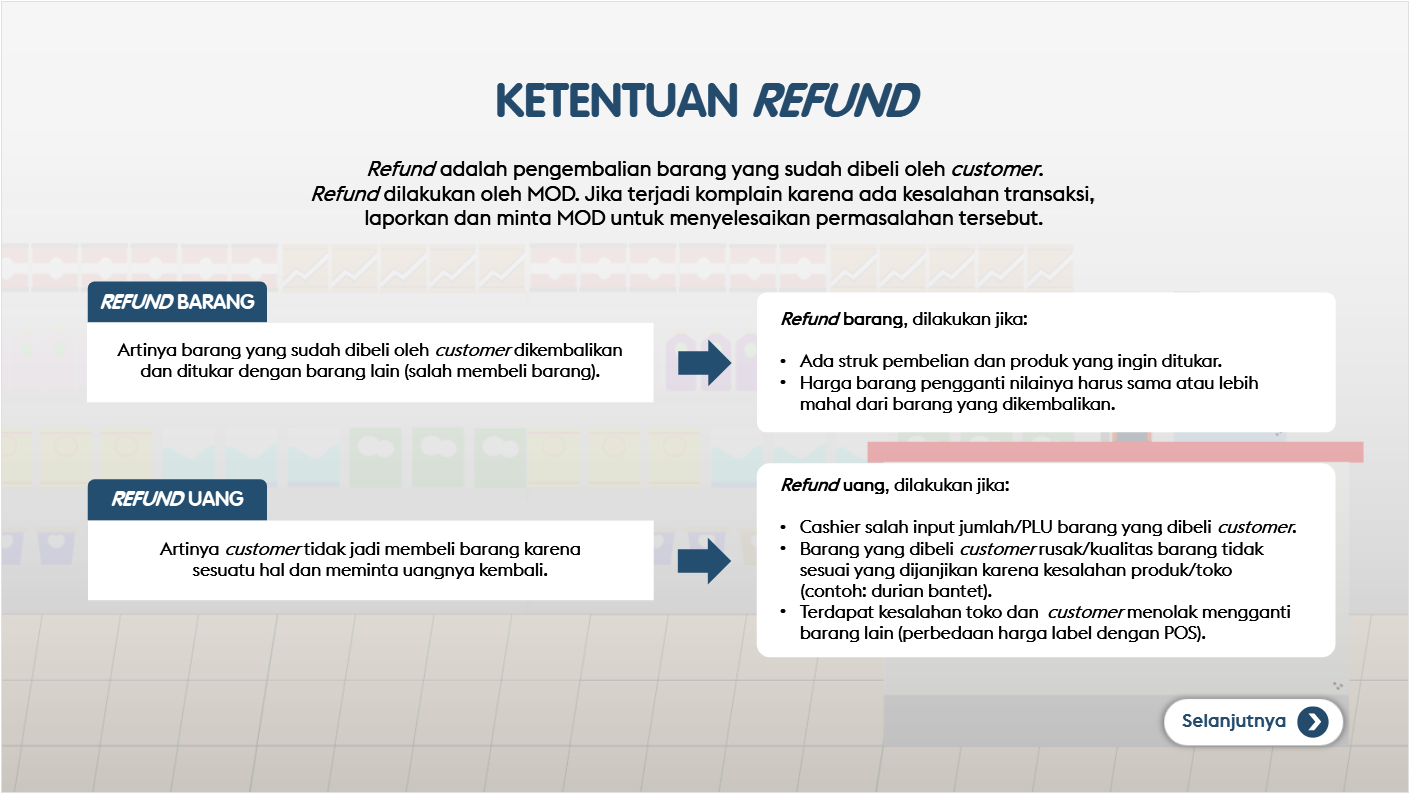 KETENTUAN REFUND
Refund adalah pengembalian barang yang sudah dibeli oleh customer.
Refund dilakukan oleh MOD. Jika terjadi komplain karena ada kesalahan transaksi,
laporkan dan minta MOD untuk menyelesaikan permasalahan tersebut.
REFUND BARANG
Artinya barang yang sudah dibeli oleh customer dikembalikan
dan ditukar dengan barang lain (salah membeli barang).
Refund barang, dilakukan jika:
• Ada struk pembelian dan produk yang ingin ditukar.
• Harga barang pengganti nilainya harus sama atau lebih
mahal dari barang yang dikembalikan.
REFUND UANG
Artinya customer tidak jadi membeli barang karena
sesuatu hal dan meminta uangnya kembali.
Refund uang, dilakukan jika:
• Cashier salah input jumlah/PLU barang yang dibeli customer.
• Barang yang dibeli customer rusak/kualitas barang tidak
sesuai yang dijanjikan karena kesalahan produk/toko
(contoh: durian bantet).
• Terdapat kesalahan toko dan customer menolak mengganti
barang lain (perbedaan harga label dengan POS).
Selanjutnya